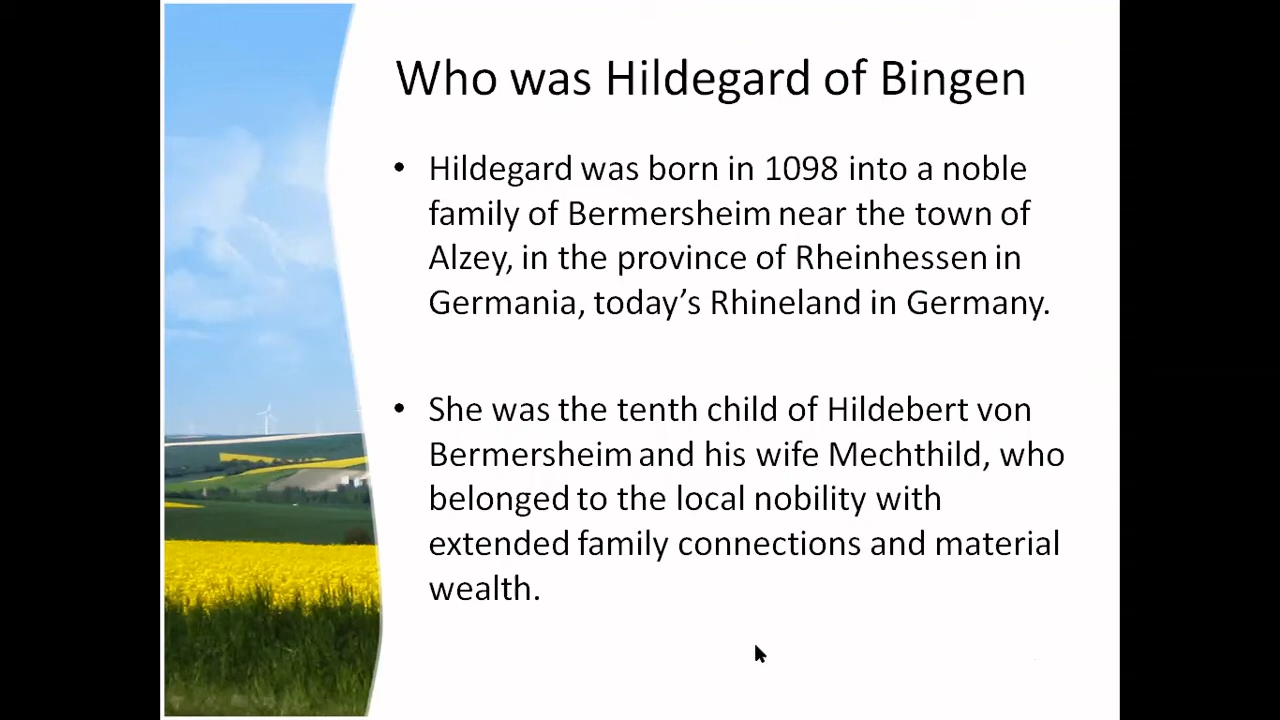 Who was Hildegard of Bingen
• Hildegard was born in 1098 into a noble
family of Bermersheim near the town of
Alzey, in the province of Rheinhessen in
Germania, today’s Rhineland in Germany.
• She was the tenth child of Hildebert von
Bermersheim and his wife Mechthild, who
belonged to the local nobility with
extended family connections and material
wealth.